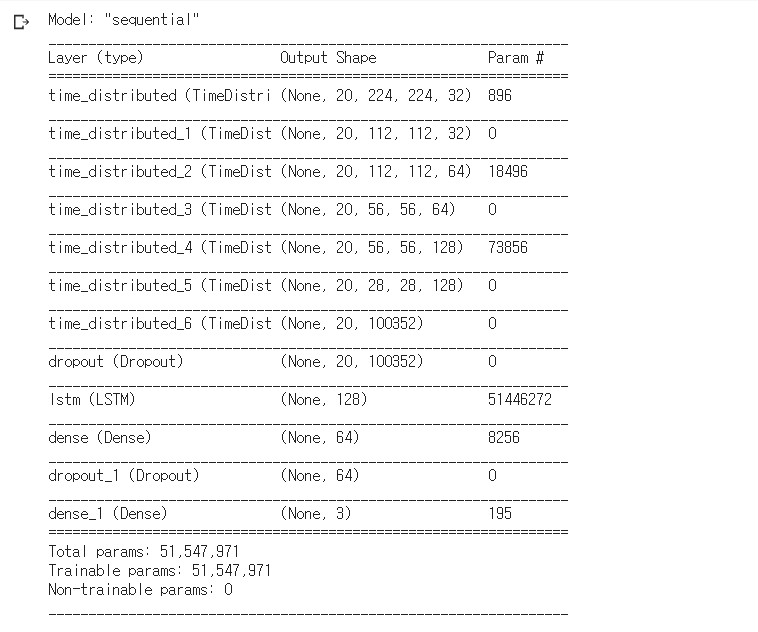 Model: "sequential"
_________________________________________________________________
Layer (type)                 Output Shape              Param #
=================================================================
time_distributed (TimeDistri (None, 20, 224, 224, 32)  896
_________________________________________________________________
time_distributed_1 (TimeDist (None, 20, 112, 112, 32)  0
_________________________________________________________________
time_distributed_2 (TimeDist (None, 20, 112, 112, 64)  18496
_________________________________________________________________
time_distributed_3 (TimeDist (None, 20, 56, 56, 64)    0
_________________________________________________________________
time_distributed_4 (TimeDist (None, 20, 56, 56, 128)   73856
_________________________________________________________________
time_distributed_5 (TimeDist (None, 20, 28, 28, 128)   0
_________________________________________________________________
time_distributed_6 (TimeDist (None, 20, 100352)        0
_________________________________________________________________
dropout (Dropout)            (None, 20, 100352)        0
_________________________________________________________________
lstm (LSTM)                  (None, 128)               51446272
_________________________________________________________________
dense (Dense)                (None, 64)                8256
_________________________________________________________________
dropout_1 (Dropout)          (None, 64)                0
_________________________________________________________________
dense_1 (Dense)              (None, 3)                 195
=================================================================
Total params: 51,547,971
Trainable params: 51,547,971
Non-trainable params: 0
_________________________________________________________________